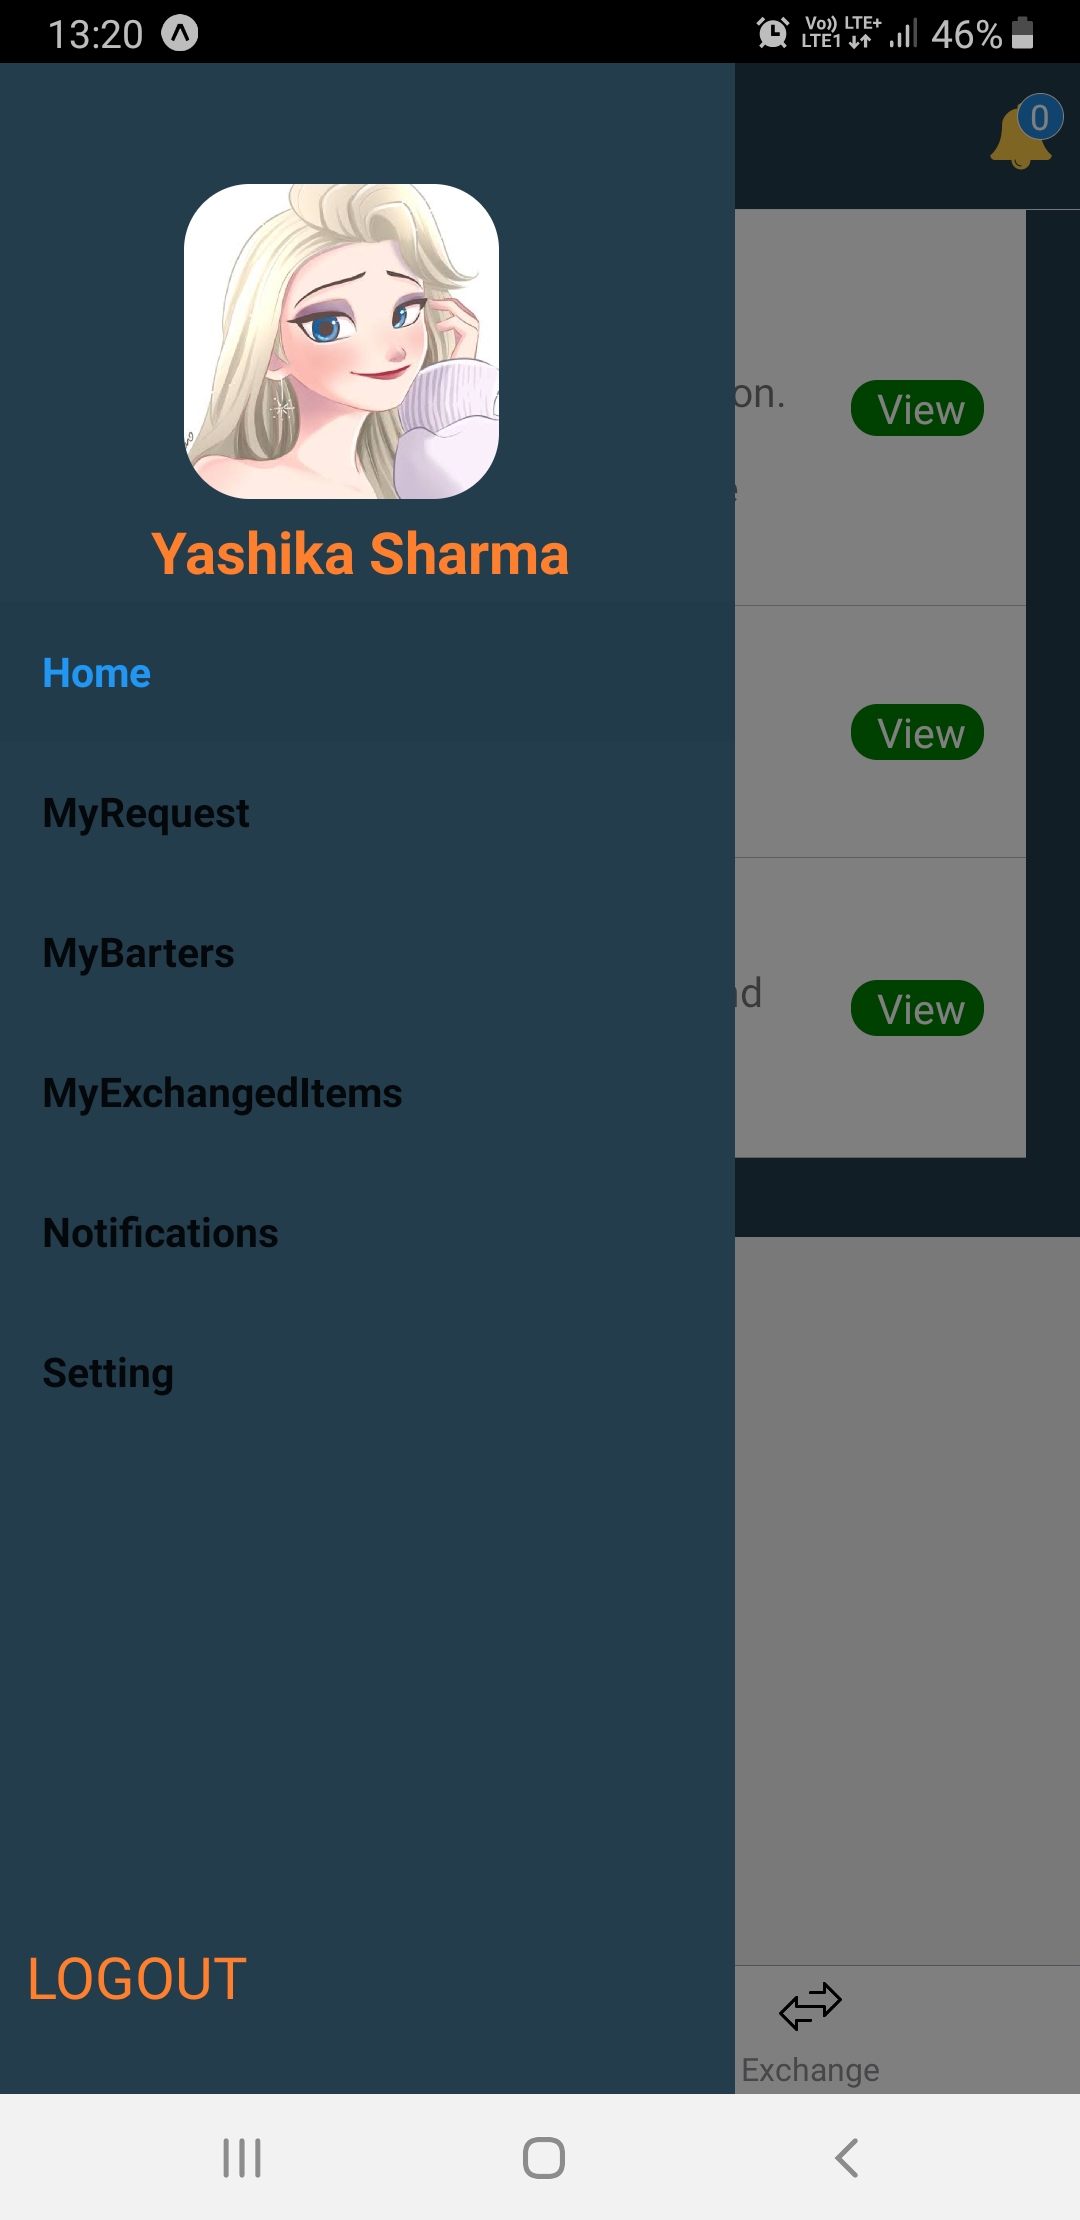 13:20 Vo)) LTE+ LTE1 46%
0
Yashika Sharma
on.
View
Home
View
MyRequest
MyBarters
nd
View
MyExchangedItems
Notifications
Setting
LOGOUT
Exchange